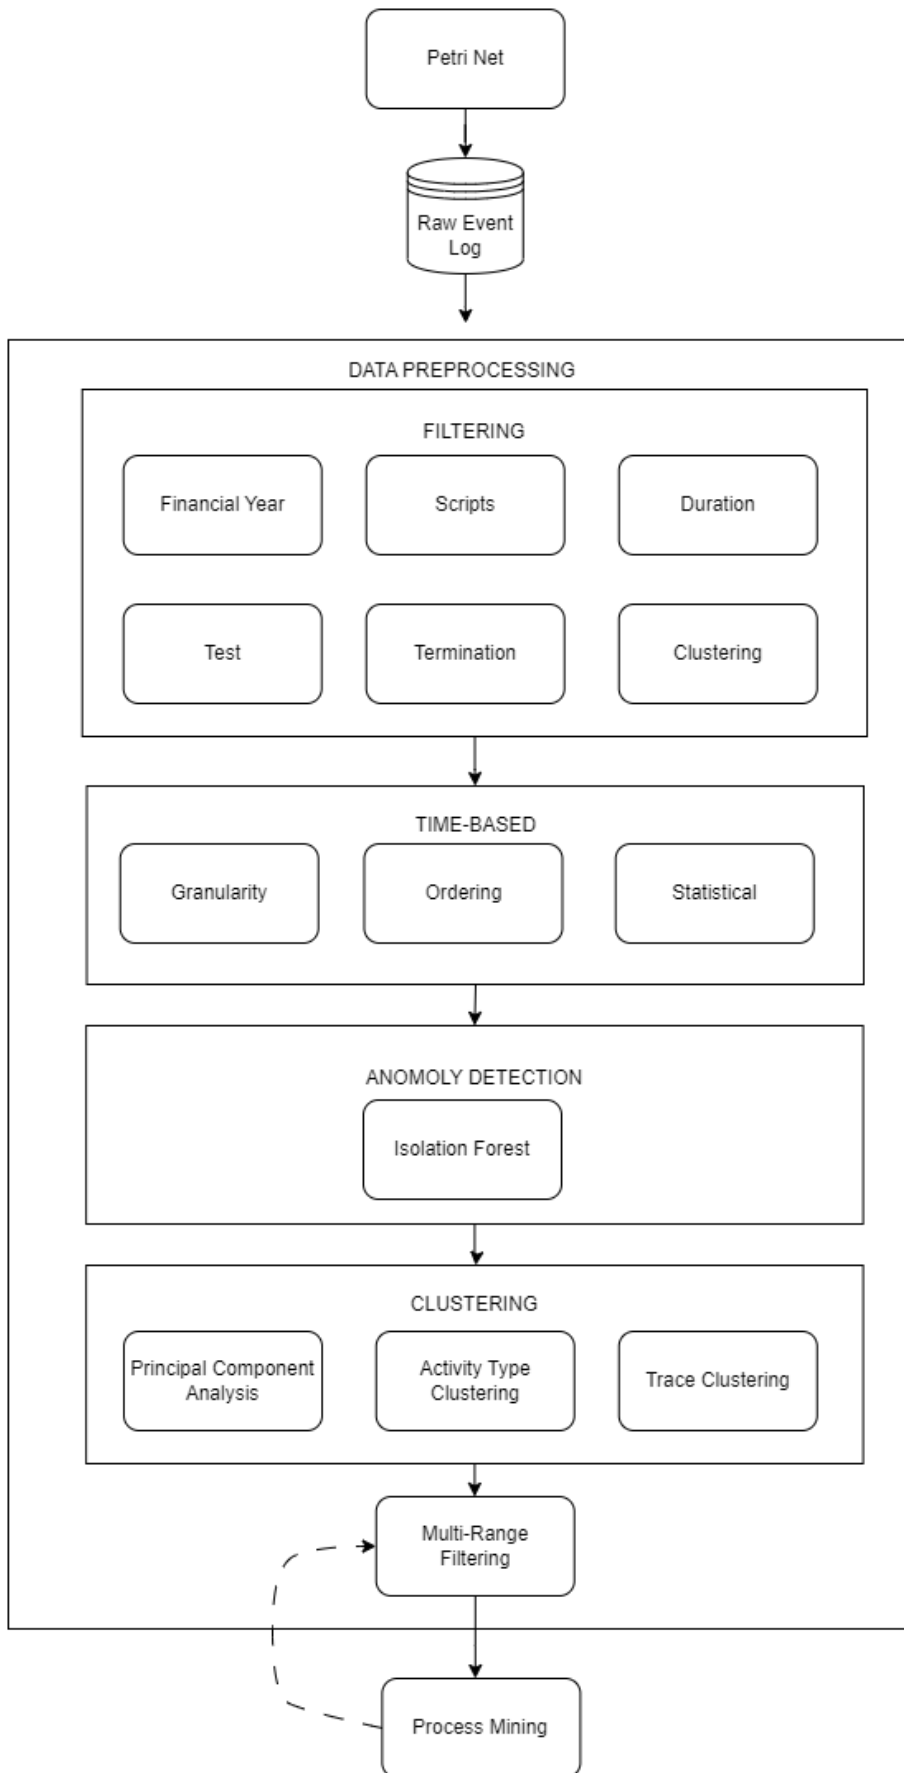 Petri Net
Raw Event
Log
DATA PREPROCESSING
FILTERING
Financial Year
Scripts
Duration
Test
Termination
Clustering
TIME-BASED
Granularity
Ordering
Statistical
ANOMOLY DETECTION
Isolation Forest
CLUSTERING
Principal Component
Analysis
Activity Type
Clustering
Trace Clustering
Multi-Range
Filtering
Process Mining